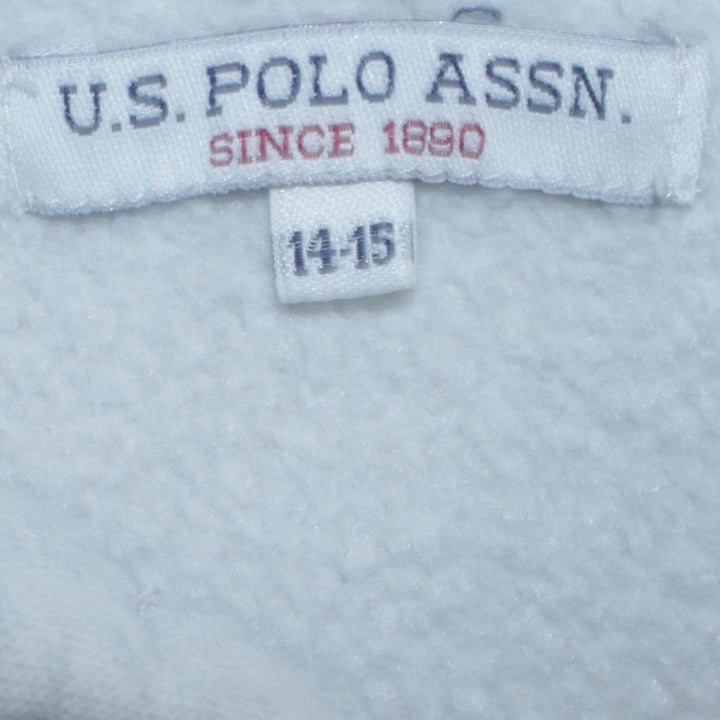 U.S. POLO ASSN.
SINCE 1890
14-15